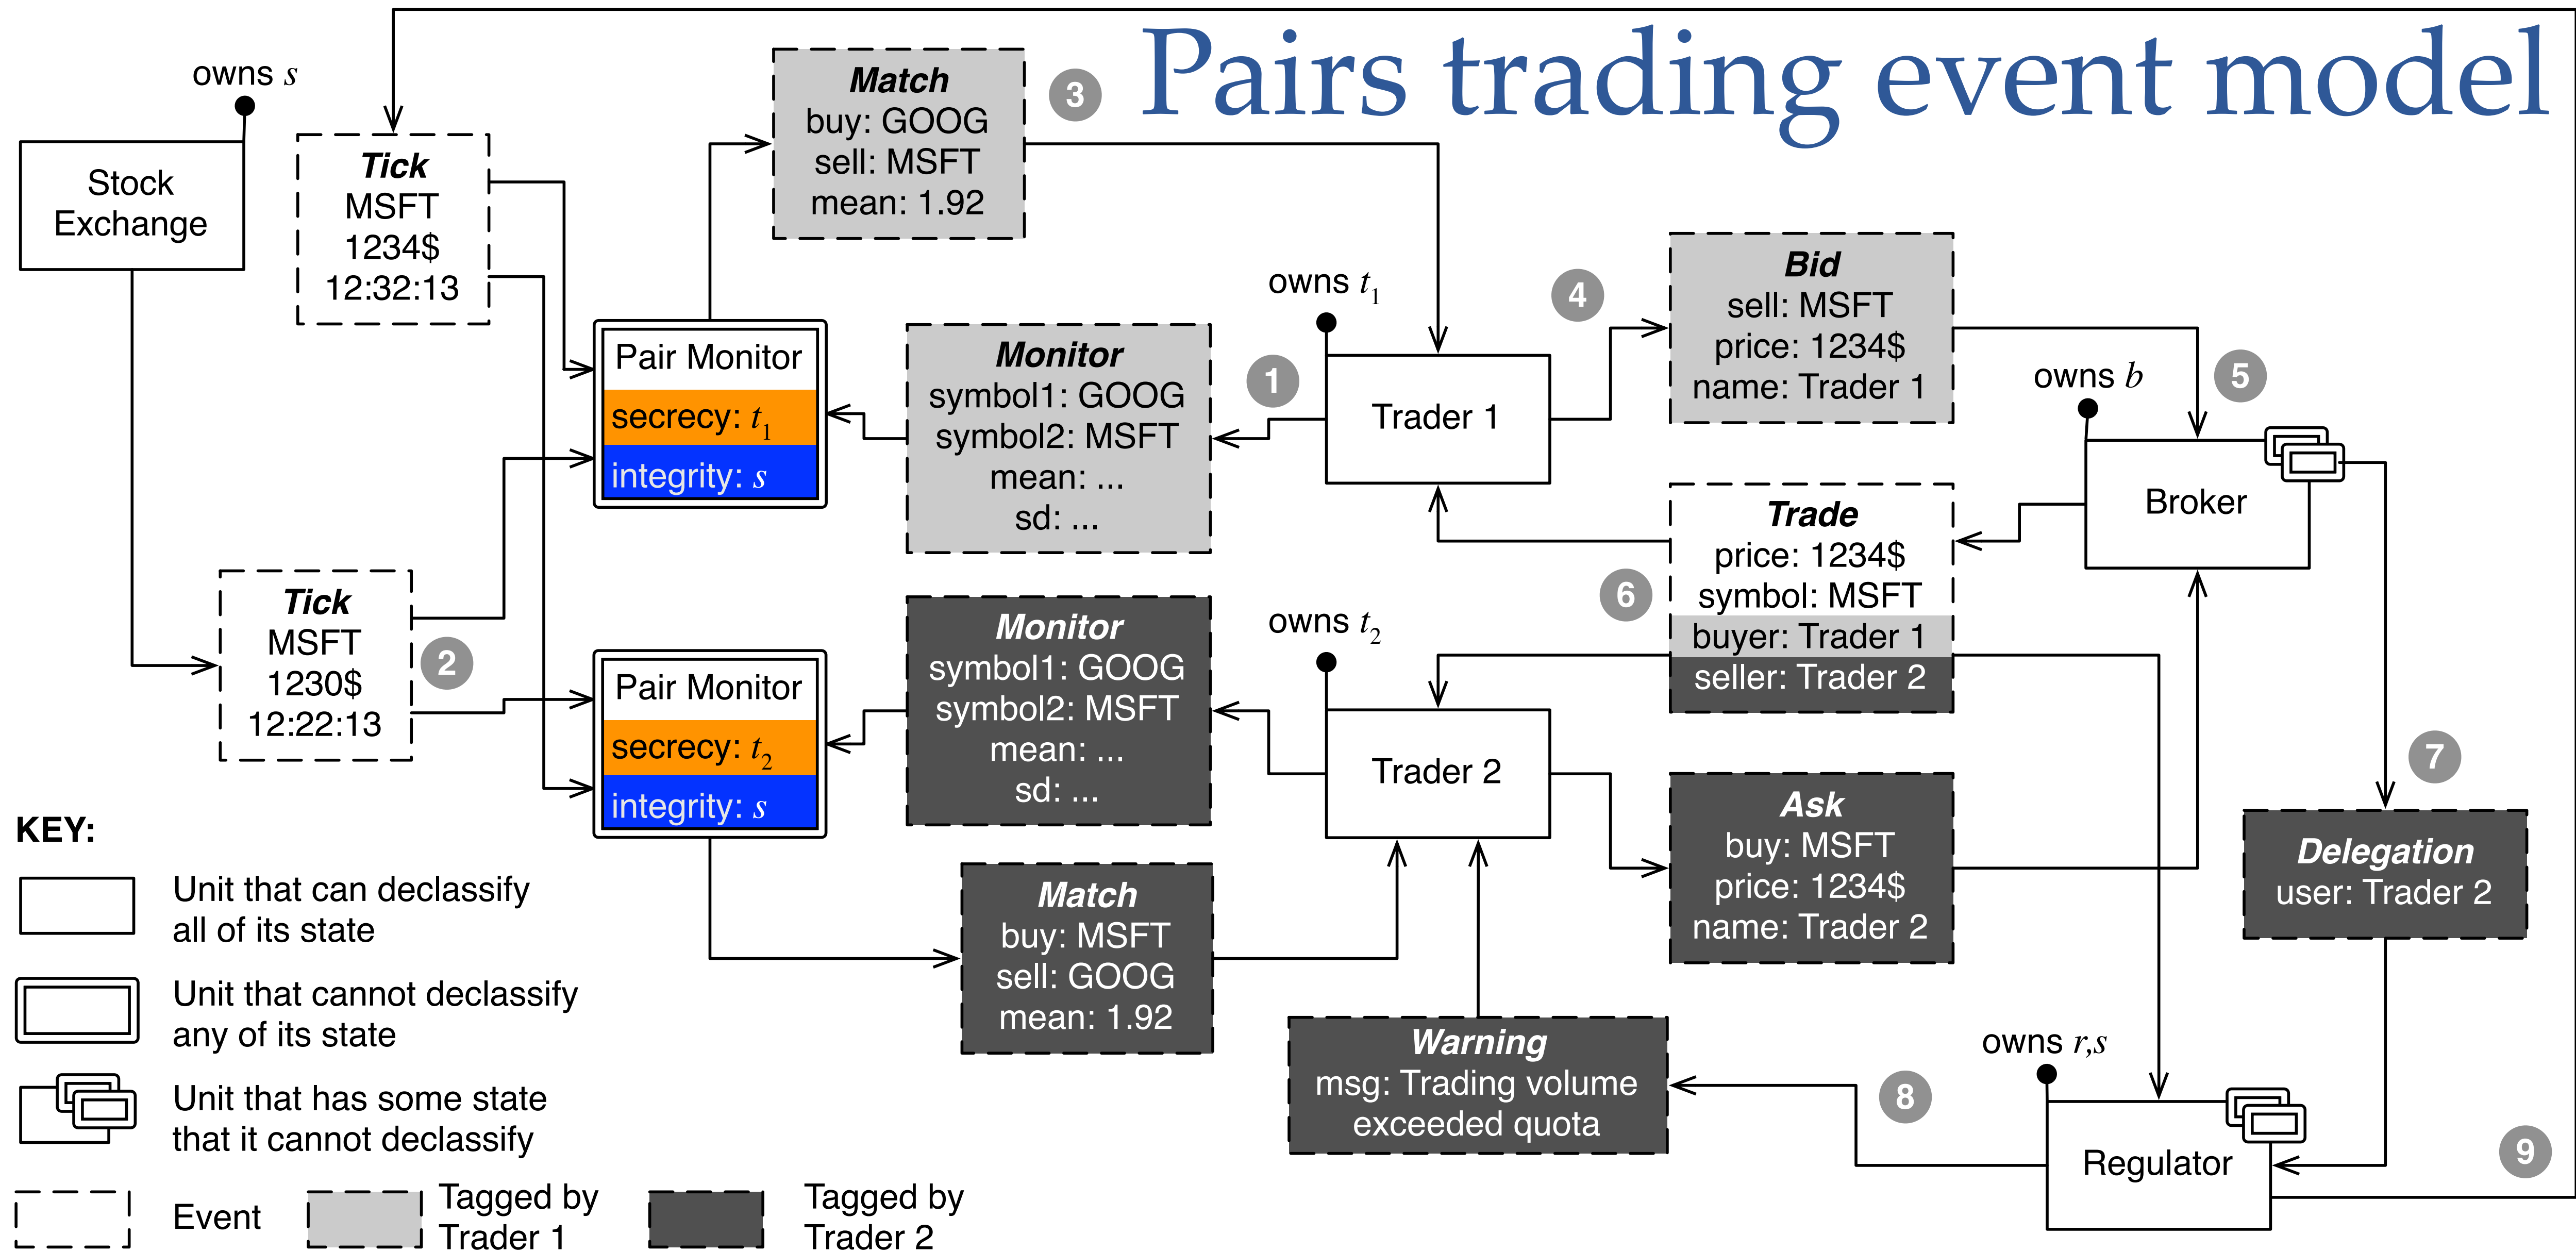 Pairs trading event model
owns s
Stock
Exchange
Tick
MSFT
1234$
12:32:13
Match
buy: GOOG
sell: MSFT
mean: 1.92
3
Pair Monitor
secrecy: t1
integrity: s
Monitor
symbol1: GOOG
symbol2: MSFT
mean: ...
sd: ...
1
owns t1
Trader 1
4
Bid
sell: MSFT
price: 1234$
name: Trader 1
owns b
5
Broker
Tick
MSFT
1230$
12:22:13
2
Pair Monitor
secrecy: t2
integrity: s
Monitor
symbol1: GOOG
symbol2: MSFT
mean: ...
sd: ...
owns t2
Trader 2
6
Trade
price: 1234$
symbol: MSFT
buyer: Trader 1
seller: Trader 2
Ask
buy: MSFT
price: 1234$
name: Trader 2
7
Delegation
user: Trader 2
Match
buy: MSFT
sell: GOOG
mean: 1.92
Warning
msg: Trading volume
exceeded quota
8
owns r,s
Regulator
9
KEY:
Unit that can declassify
all of its state
Unit that cannot declassify
any of its state
Unit that has some state
that it cannot declassify
Event
Tagged by
Trader 1
Tagged by
Trader 2